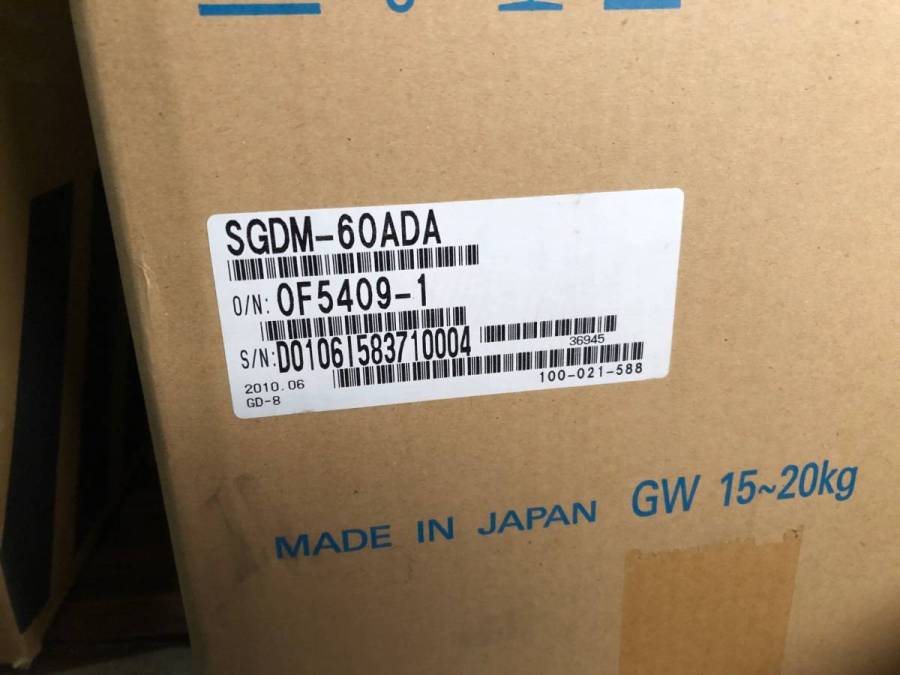 SGDM-60ADA
O/N: OF5409-1
S/N: D0106I583710004
36945
2010.06
100-021-588
GD-8
MADE IN JAPAN GW 15~20kg